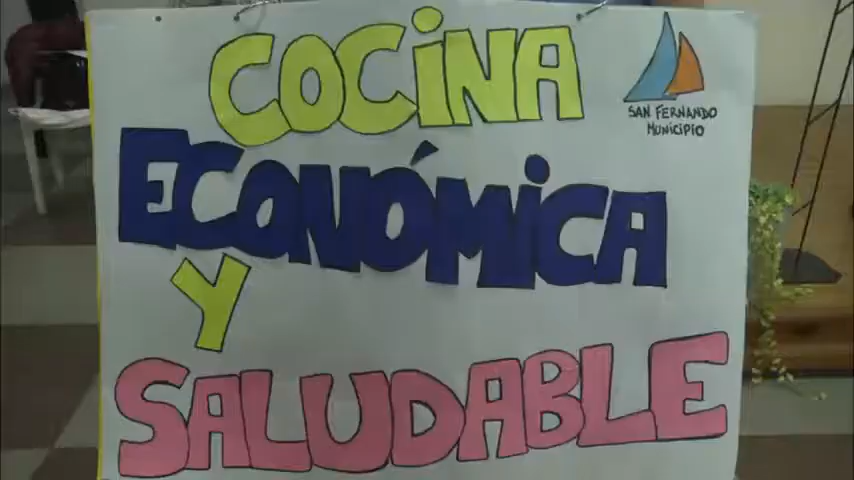 COCINA
SAN FERNANDO
MUNICIPIO
ECONÓMICA
Y
SALUDABLE